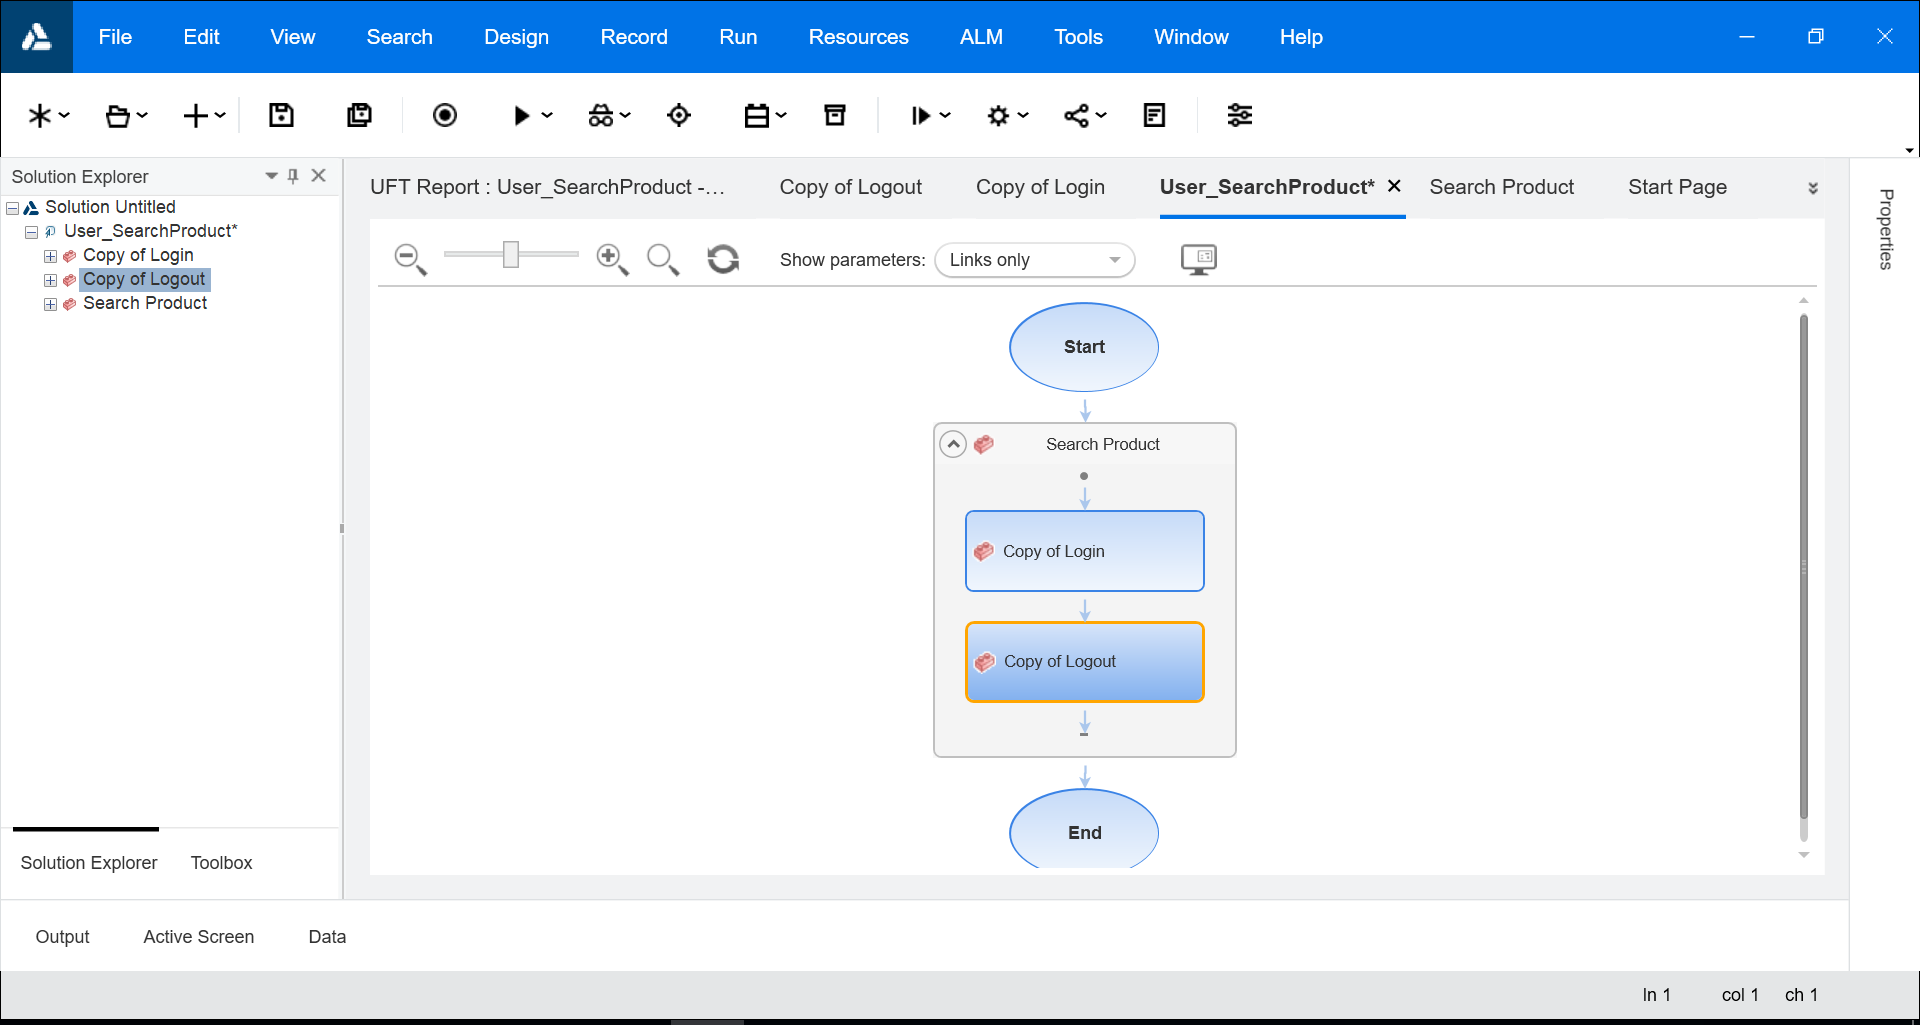 File Edit View Search Design Record Run Resources ALM Tools Window Help
Solution Explorer
Solution Untitled
User_SearchProduct*
Copy of Login
Copy of Logout
Search Product
Solution Explorer Toolbox
UFT Report : User_SearchProduct -... Copy of Logout Copy of Login User_SearchProduct* Search Product Start Page
Show parameters: Links only
Start
Search Product
Copy of Login
Copy of Logout
End
Properties
Output Active Screen Data
ln 1 col 1 ch 1